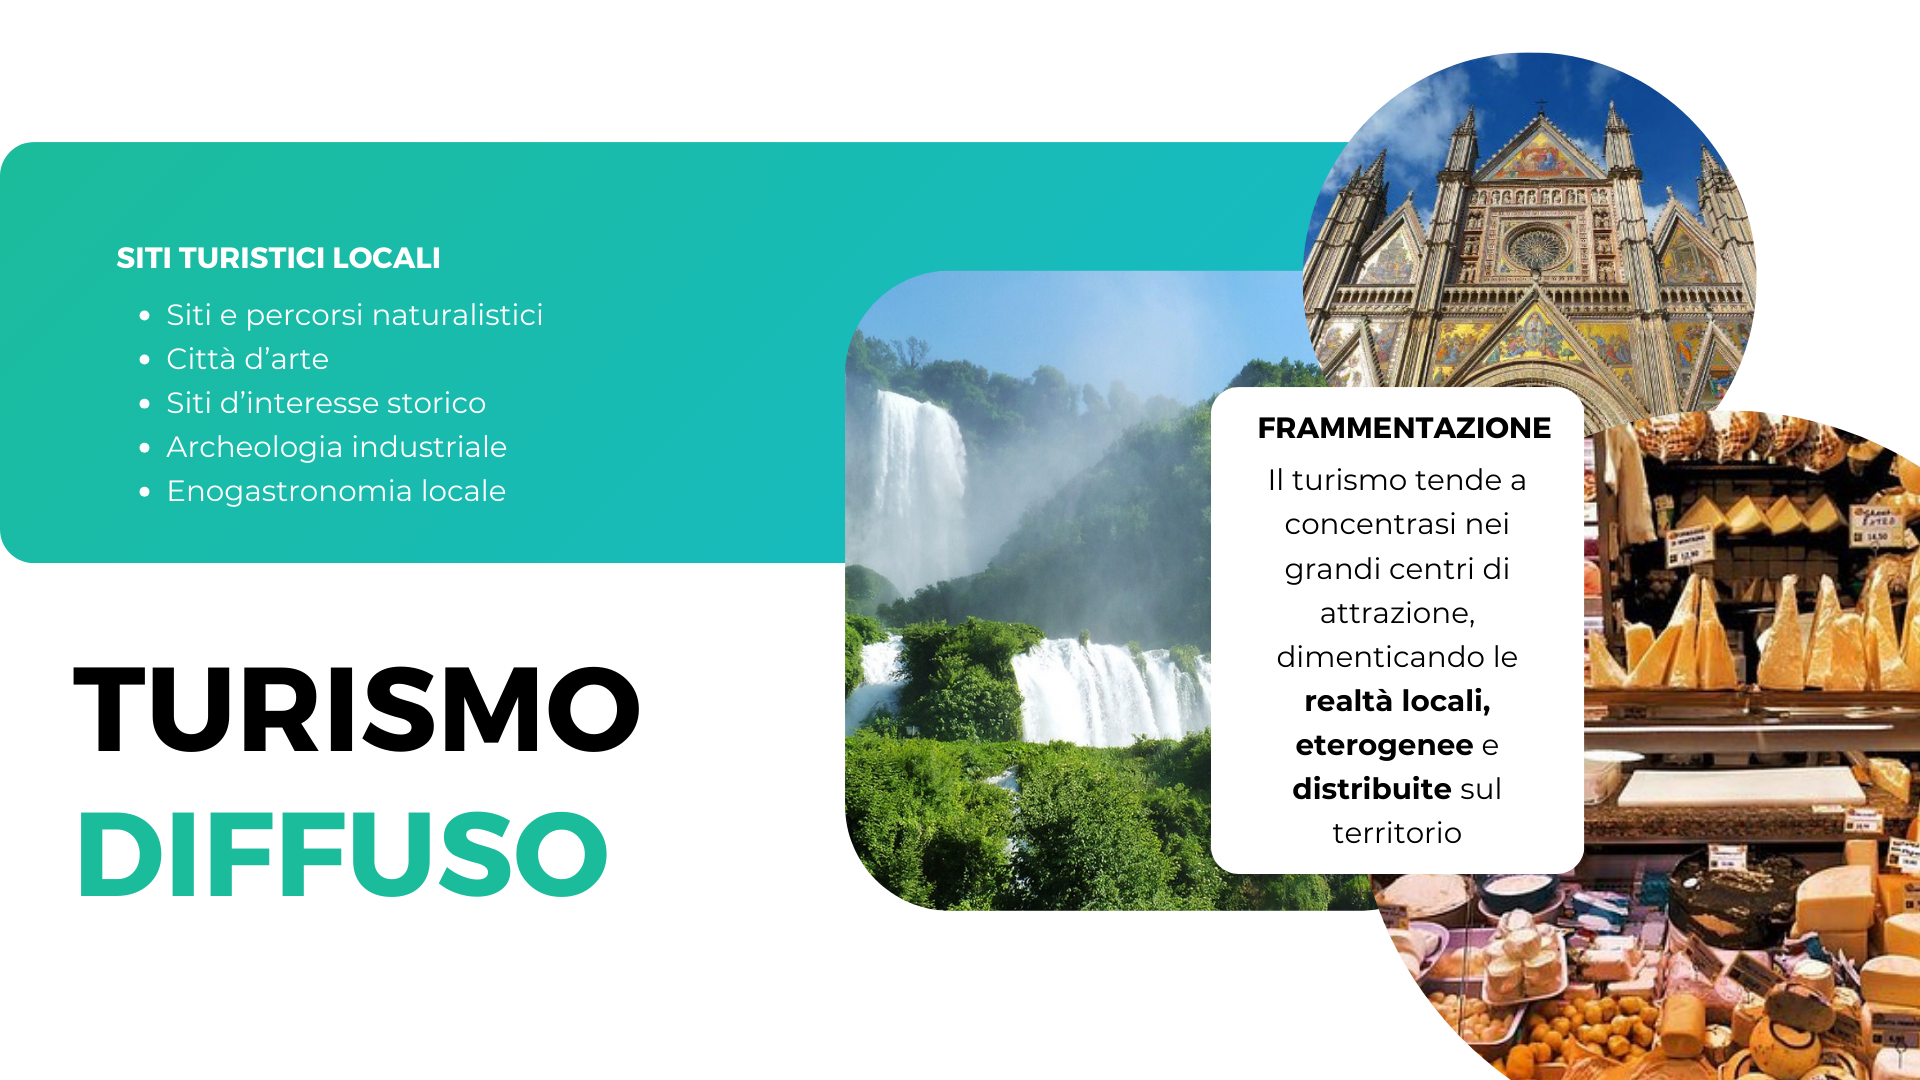 SITI TURISTICI LOCALI
Siti e percorsi naturalistici
Città d’arte
Siti d’interesse storico
Archeologia industriale
Enogastronomia locale
TURISMO
DIFFUSO
FRAMMENTAZIONE
Il turismo tende a
concentrasi nei
grandi centri di
attrazione,
dimenticando le
realtà locali,
eterogenee e
distribuite sul
territorio